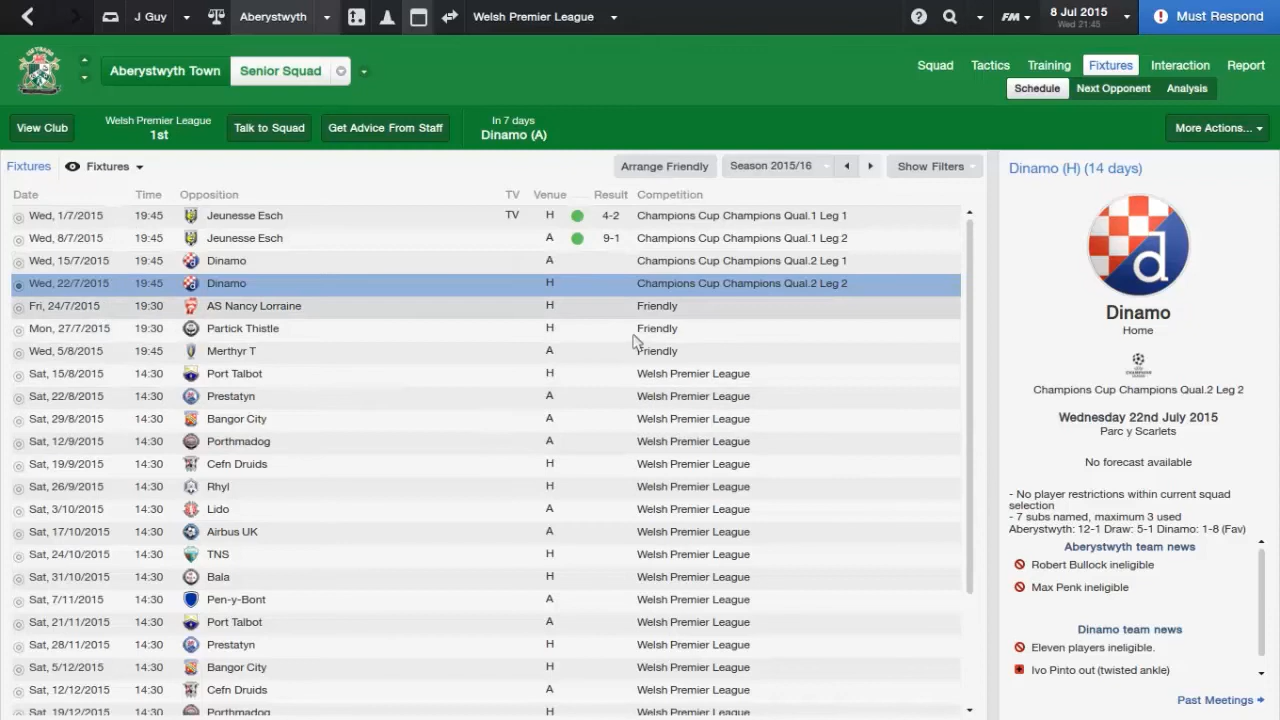 J Guy Aberystwyth Welsh Premier League FM 8 Jul 2015 Must Respond
Wed 21:45
Aberystwyth Town Senior Squad Squad Tactics Training Fixtures Interaction Report
Schedule Next Opponent Analysis
View Club Welsh Premier League Talk to Squad Get Advice From Staff In 7 days More Actions...
1st Dinamo (A)
Fixtures Fixtures Arrange Friendly Season 2015/16 Show Filters
Date Time Opposition TV Venue Result Competition
Wed, 1/7/2015 19:45 Jeunesse Esch TV H 4-2 Champions Cup Champions Qual.1 Leg 1
Wed, 8/7/2015 19:45 Jeunesse Esch A 9-1 Champions Cup Champions Qual.1 Leg 2
Wed, 15/7/2015 19:45 Dinamo A Champions Cup Champions Qual.2 Leg 1
Wed, 22/7/2015 19:45 Dinamo H Champions Cup Champions Qual.2 Leg 2
Fri, 24/7/2015 19:30 AS Nancy Lorraine H Friendly
Mon, 27/7/2015 19:30 Partick Thistle H Friendly
Wed, 5/8/2015 19:45 Merthyr T A Friendly
Sat, 15/8/2015 14:30 Port Talbot H Welsh Premier League
Sat, 22/8/2015 14:30 Prestatyn A Welsh Premier League
Sat, 29/8/2015 14:30 Bangor City A Welsh Premier League
Sat, 12/9/2015 14:30 Porthmadog A Welsh Premier League
Sat, 19/9/2015 14:30 Cefn Druids H Welsh Premier League
Sat, 26/9/2015 14:30 Rhyl H Welsh Premier League
Sat, 3/10/2015 14:30 Lido A Welsh Premier League
Sat, 17/10/2015 14:30 Airbus UK A Welsh Premier League
Sat, 24/10/2015 14:30 TNS H Welsh Premier League
Sat, 31/10/2015 14:30 Bala H Welsh Premier League
Sat, 7/11/2015 14:30 Pen-y-Bont A Welsh Premier League
Sat, 21/11/2015 14:30 Port Talbot A Welsh Premier League
Sat, 28/11/2015 14:30 Prestatyn H Welsh Premier League
Sat, 5/12/2015 14:30 Bangor City H Welsh Premier League
Sat, 12/12/2015 14:30 Cefn Druids A Welsh Premier League
Sat, 19/12/2015 14:30 Porthmadog H Welsh Premier League
Dinamo (H) (14 days)
Dinamo
Home
Champions Cup Champions Qual.2 Leg 2
Wednesday 22nd July 2015
Parc y Scarlets
No forecast available
- No player restrictions within current squad
selection
- 7 subs named, maximum 3 used
Aberystwyth: 12-1 Draw: 5-1 Dinamo: 1-8 (Fav)
Aberystwyth team news
Robert Bullock ineligible
Max Penk ineligible
Dinamo team news
Eleven players ineligible.
Ivo Pinto out (twisted ankle)
Past Meetings